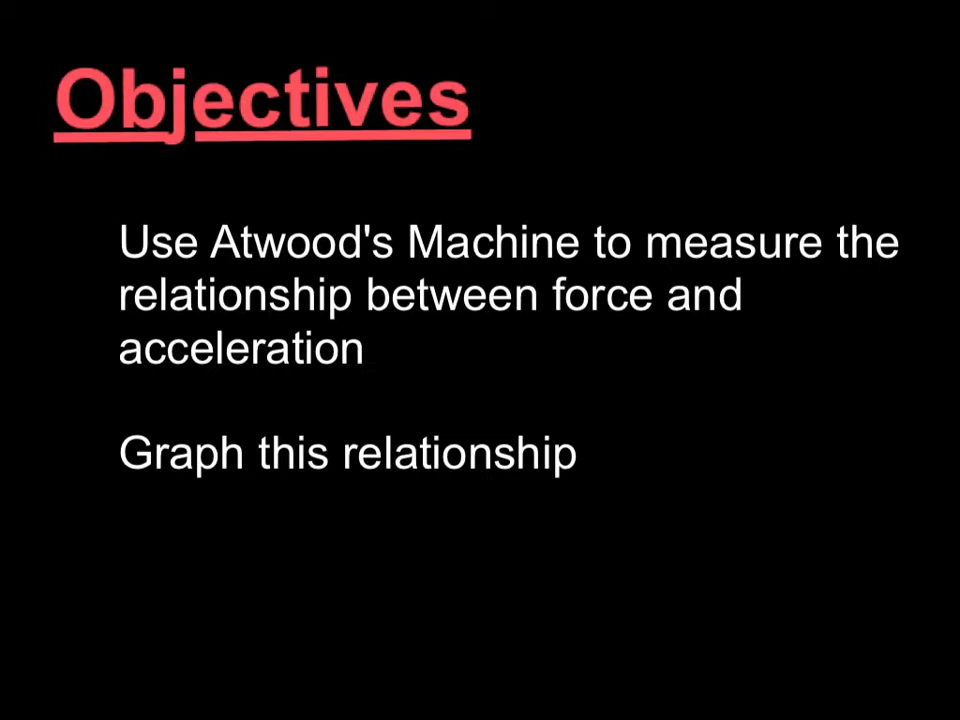 Objectives
Use Atwood's Machine to measure the
relationship between force and
acceleration
Graph this relationship